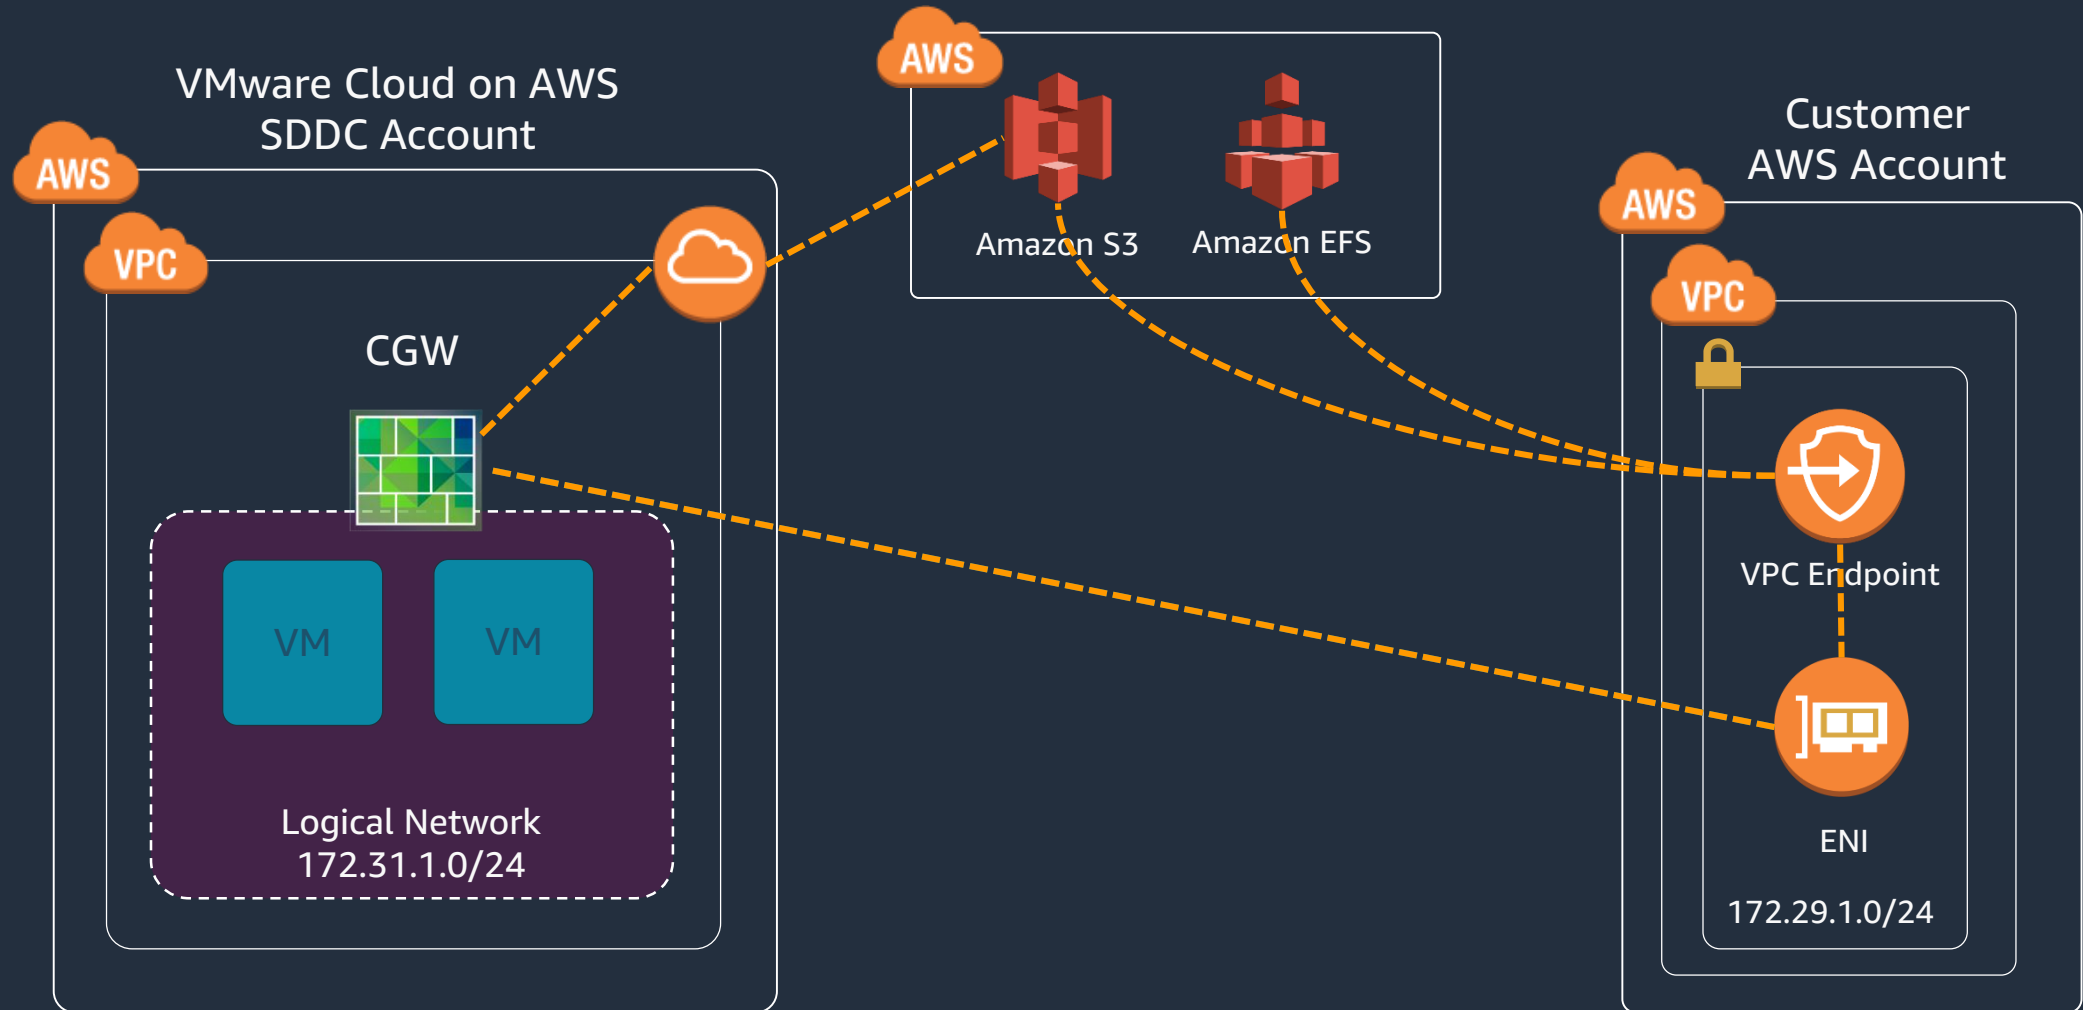 VMware Cloud on AWS
SDDC Account
AWS
VPC
CGW
VM
VM
Logical Network
172.31.1.0/24
AWS
Amazon S3
Amazon EFS
Customer
AWS Account
AWS
VPC
VPC Endpoint
ENI
172.29.1.0/24